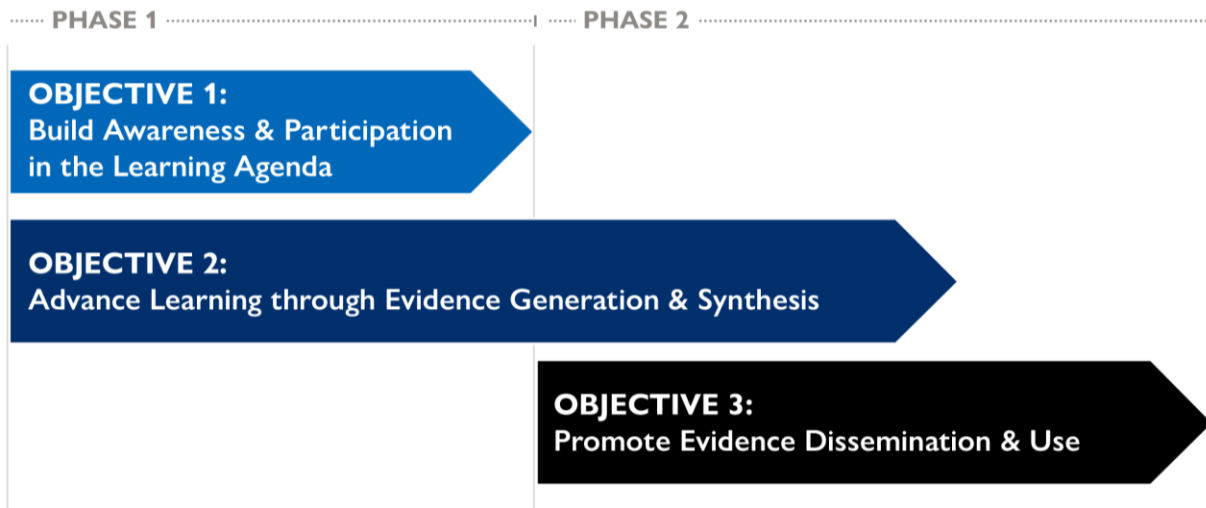 PHASE 1
PHASE 2
OBJECTIVE 1:
Build Awareness & Participation
in the Learning Agenda
OBJECTIVE 2:
Advance Learning through Evidence Generation & Synthesis
OBJECTIVE 3:
Promote Evidence Dissemination & Use